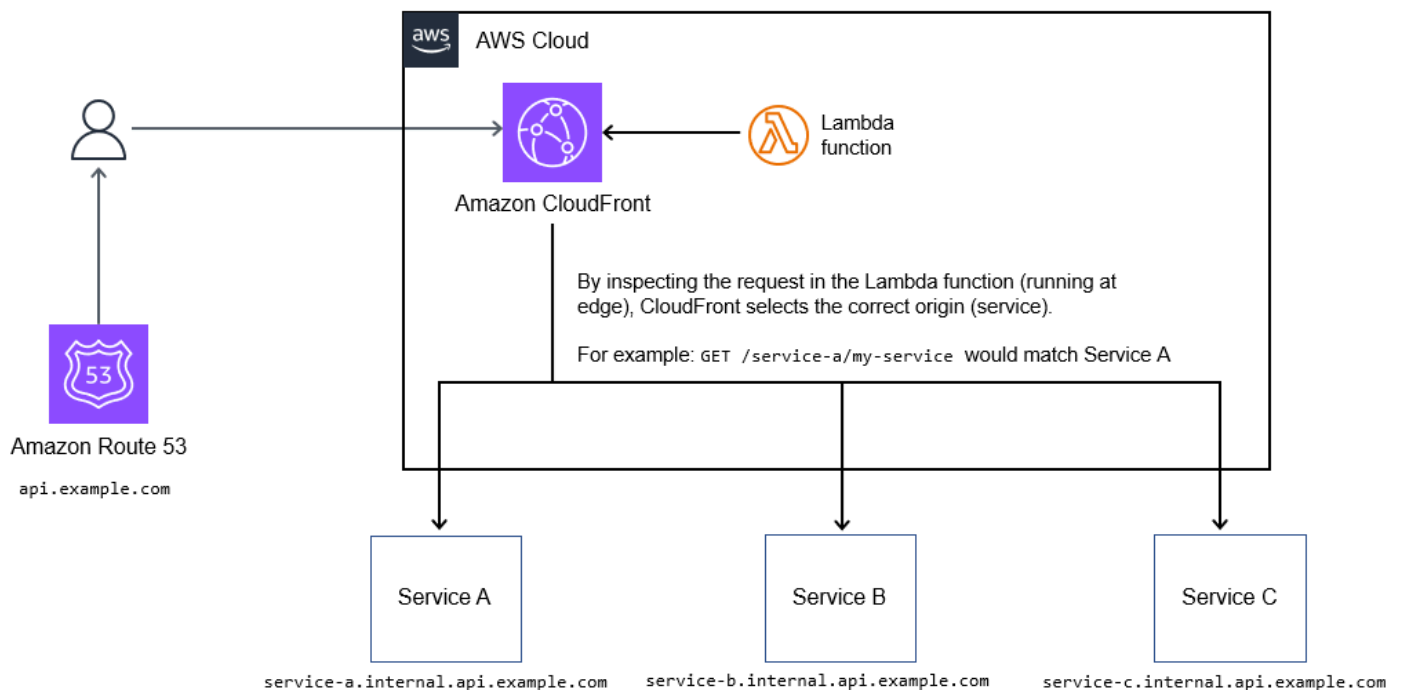 aws
AWS Cloud
Lambda
function
Amazon CloudFront
By inspecting the request in the Lambda function (running at
edge), CloudFront selects the correct origin (service).
For example: GET /service-a/my-service would match Service A
53
Amazon Route 53
api.example.com
Service A
Service B
Service C
service-a.internal.api.example.com
service-b.internal.api.example.com
service-c.internal.api.example.com